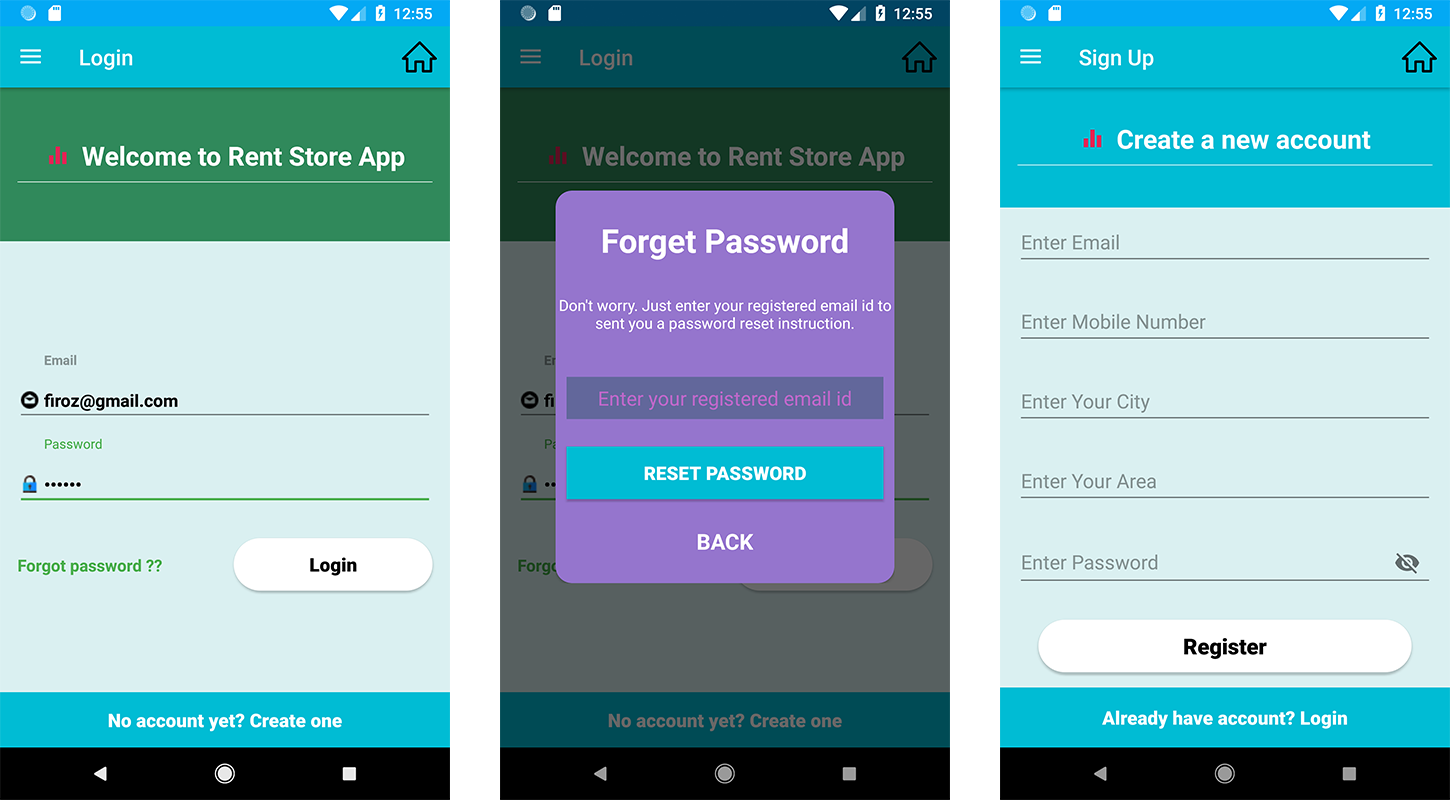 12:55
Login
Welcome to Rent Store App
Email
firoz@gmail.com
Password
••••••
Forgot password ??
Login
No account yet? Create one
12:55
Login
Welcome to Rent Store App
Forget Password
Don't worry. Just enter your registered email id to
sent you a password reset instruction.
Em
fi
Enter your registered email id
Pa
••
RESET PASSWORD
BACK
Forgo
No account yet? Create one
12:55
Sign Up
Create a new account
Enter Email
Enter Mobile Number
Enter Your City
Enter Your Area
Enter Password
Register
Already have account? Login